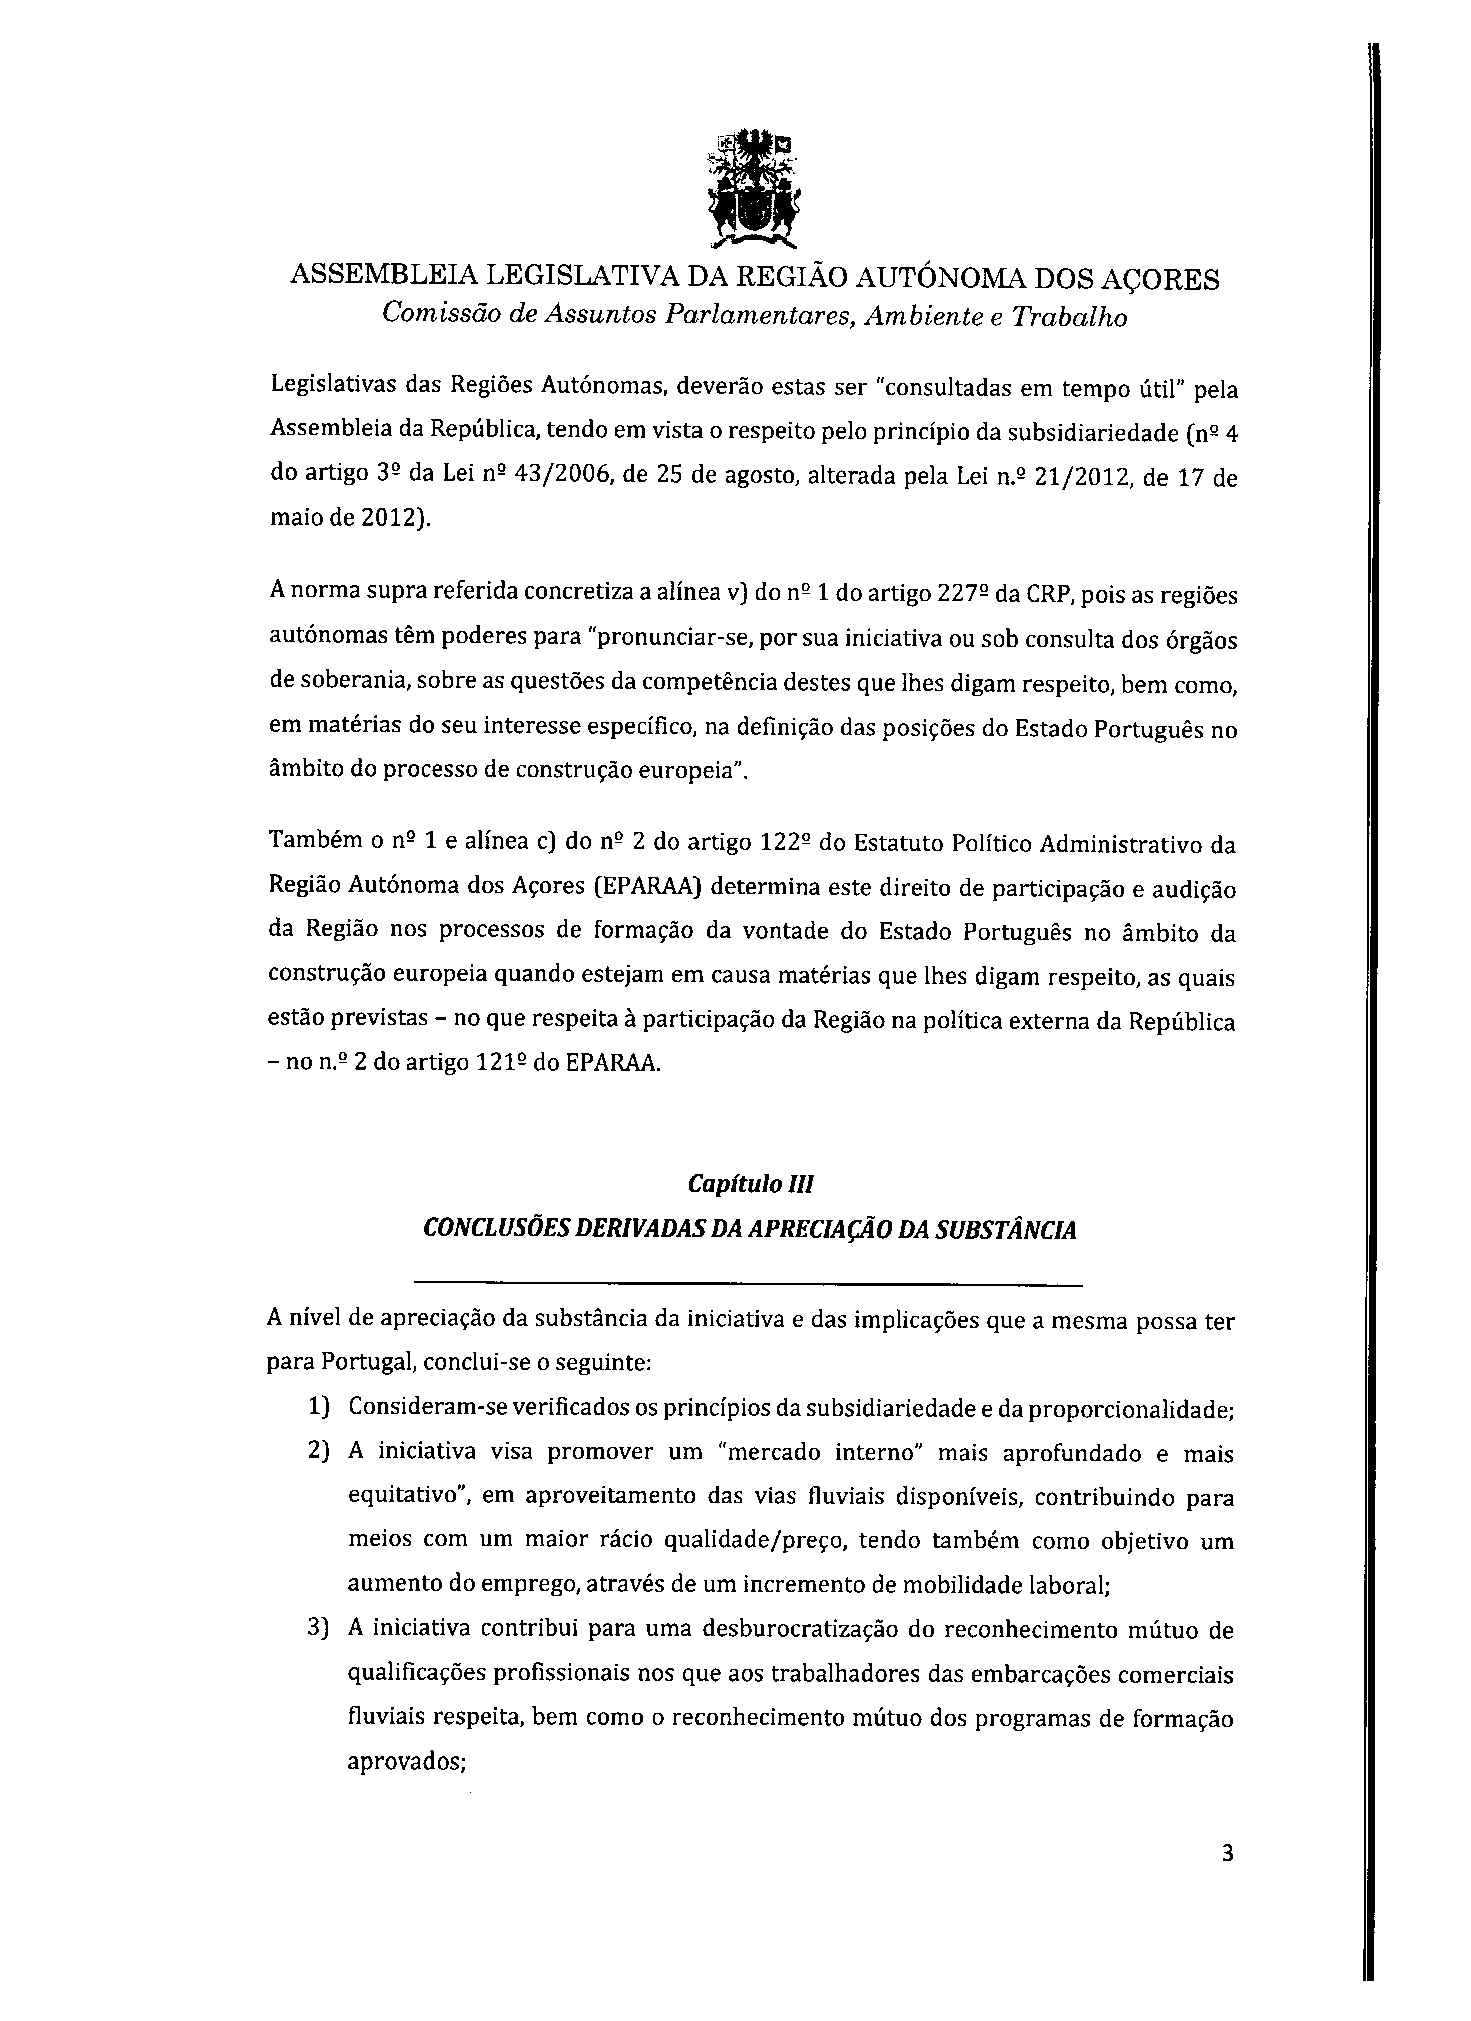 ASSEMBLEIA LEGISLATIVA DA REGIÃO AUTÓNOMA DOS AÇORES
Comissão de Assuntos Parlamentares, Ambiente e Trabalho
Legislativas das Regiões Autónomas, deverão estas ser "consultadas em tempo útil" pela
Assembleia da República, tendo em vista o respeito pelo princípio da subsidiariedade (nº 4
do artigo 3º da Lei nº 43/2006, de 25 de agosto, alterada pela Lei n.º 21/2012, de 17 de
maio de 2012).
A norma supra referida concretiza a alínea v) do nº 1 do artigo 227º da CRP, pois as regiões
autónomas têm poderes para "pronunciar-se, por sua iniciativa ou sob consulta dos órgãos
de soberania, sobre as questões da competência destes que lhes digam respeito, bem como,
em matérias do seu interesse específico, na definição das posições do Estado Português no
âmbito do processo de construção europeia".
Também o nº 1 e alínea c) do nº 2 do artigo 122º do Estatuto Político Administrativo da
Região Autónoma dos Açores (EPARAA) determina este direito de participação e audição
da Região nos processos de formação da vontade do Estado Português no âmbito da
construção europeia quando estejam em causa matérias que lhes digam respeito, as quais
estão previstas – no que respeita à participação da Região na política externa da República
– no n.º 2 do artigo 121º do EPARAA.
Capítulo III
CONCLUSÕES DERIVADAS DA APRECIAÇÃO DA SUBSTÂNCIA
A nível de apreciação da substância da iniciativa e das implicações que a mesma possa ter
para Portugal, conclui-se o seguinte:
1) Consideram-se verificados os princípios da subsidiariedade e da proporcionalidade;
2) A iniciativa visa promover um "mercado interno" mais aprofundado e mais
equitativo", em aproveitamento das vias fluviais disponíveis, contribuindo para
meios com um maior rácio qualidade/preço, tendo também como objetivo um
aumento do emprego, através de um incremento de mobilidade laboral;
3) A iniciativa contribui para uma desburocratização do reconhecimento mútuo de
qualificações profissionais nos que aos trabalhadores das embarcações comerciais
fluviais respeita, bem como o reconhecimento mútuo dos programas de formação
aprovados;
3